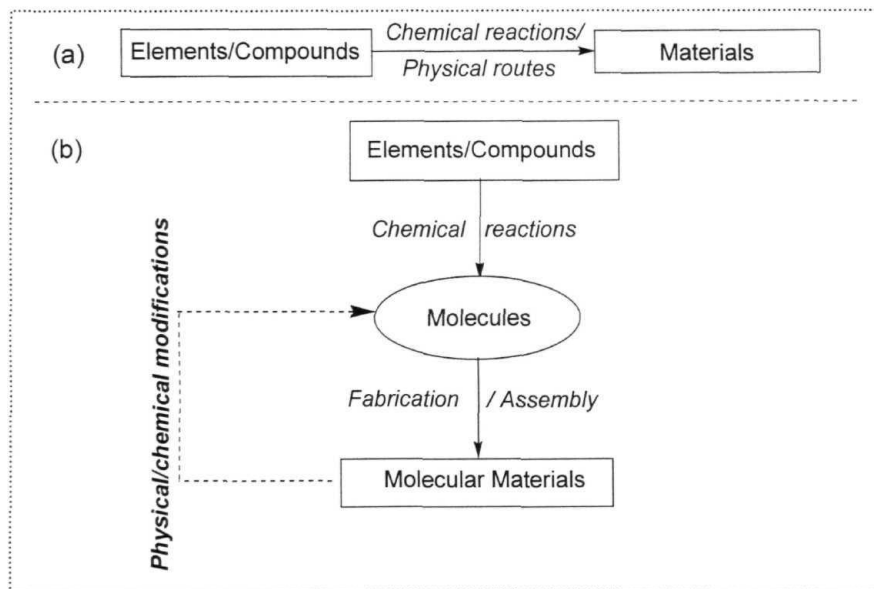 (a)
Elements/Compounds
Chemical reactions/
Physical routes
Materials
(b)
Elements/Compounds
Chemical reactions
Molecules
Fabrication / Assembly
Molecular Materials
Physical/chemical modifications